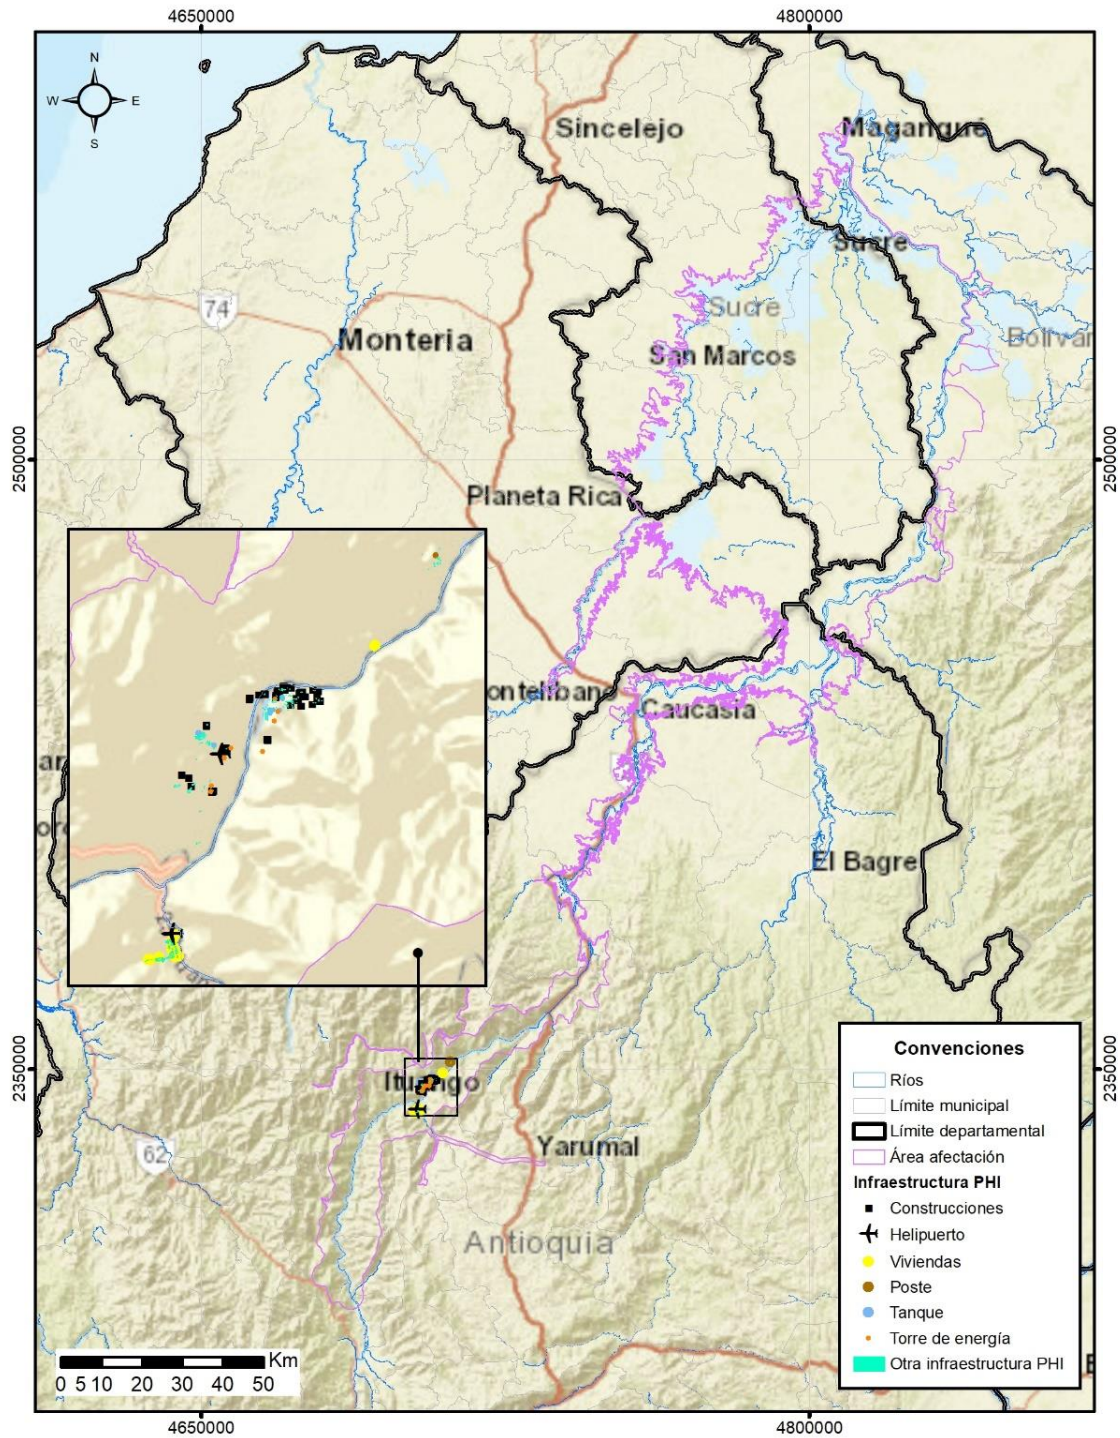 4650000 4800000
N
W E
S
Sincelejo
Magangué
Sucre
74
Sucre
Bolívar
Monteria
San Marcos
2500000 2500000
Planeta Rica
ontelíbano
Caucasia
El Bagre
2350000 2350000
Ituango
Yarumal
62
Antioquia
Convenciones
Ríos
Límite municipal
Límite departamental
Área afectación
Infraestructura PHI
Construcciones
Helipuerto
Viviendas
Poste
Tanque
Torre de energía
Otra infraestructura PHI
Km
0 5 10 20 30 40 50
4650000 4800000